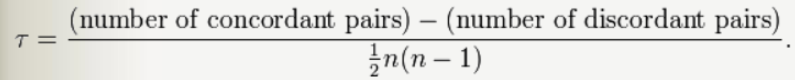 τ = (number of concordant pairs) − (number of discordant pairs) / ½n(n − 1) .